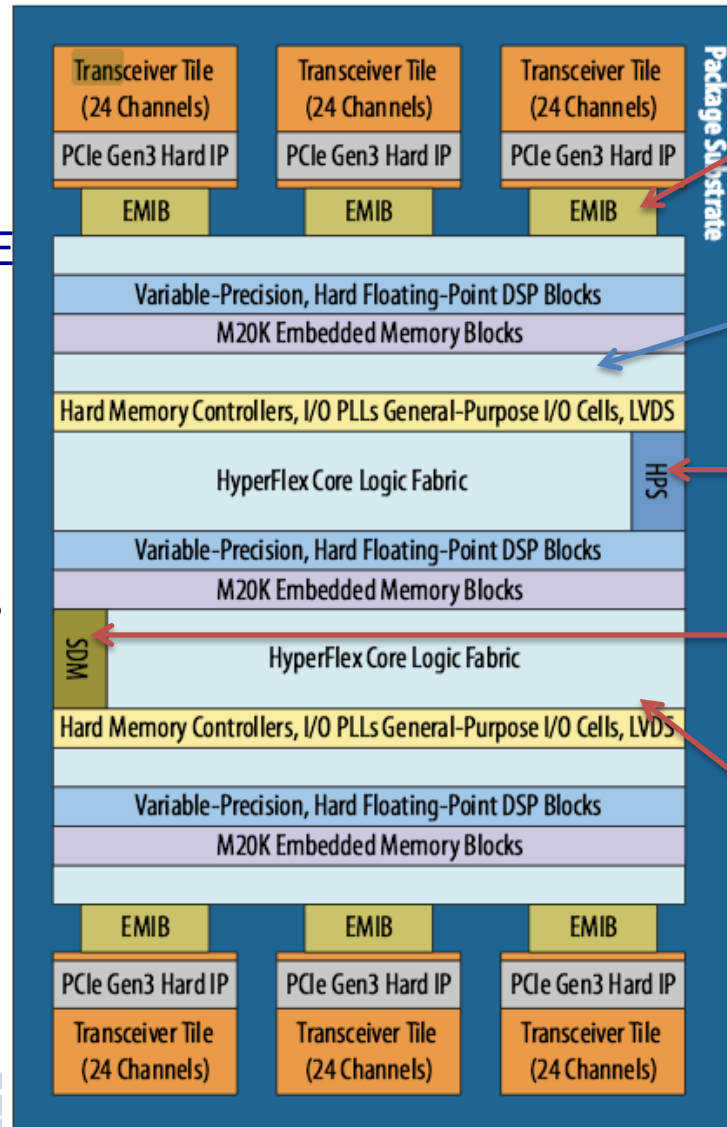 Transceiver Tile
(24 Channels)
PCIe Gen3 Hard IP
EMIB
Transceiver Tile
(24 Channels)
PCIe Gen3 Hard IP
EMIB
Transceiver Tile
(24 Channels)
PCIe Gen3 Hard IP
EMIB
Package Substrate
Variable-Precision, Hard Floating-Point DSP Blocks
M20K Embedded Memory Blocks
Hard Memory Controllers, I/O PLLs General-Purpose I/O Cells, LVDS
HyperFlex Core Logic Fabric
HPS
Variable-Precision, Hard Floating-Point DSP Blocks
M20K Embedded Memory Blocks
SDM
HyperFlex Core Logic Fabric
Hard Memory Controllers, I/O PLLs General-Purpose I/O Cells, LVDS
Variable-Precision, Hard Floating-Point DSP Blocks
M20K Embedded Memory Blocks
EMIB
PCIe Gen3 Hard IP
Transceiver Tile
(24 Channels)
EMIB
PCIe Gen3 Hard IP
Transceiver Tile
(24 Channels)
EMIB
PCIe Gen3 Hard IP
Transceiver Tile
(24 Channels)